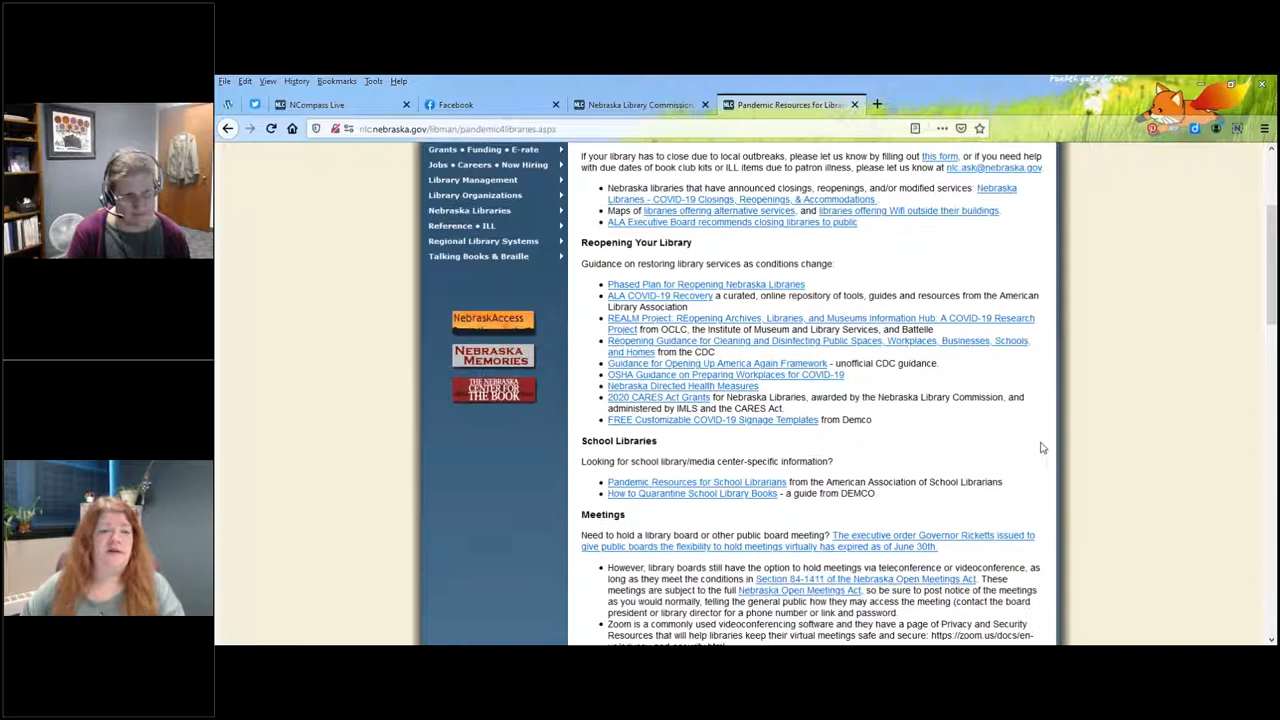 File Edit View History Bookmarks Tools Help
NCompass Live
Facebook
Nebraska Library Commission
Pandemic Resources for Libra
nlc.nebraska.gov/libman/pandemic4libraries.aspx
Grants • Funding • E-rate
Jobs • Careers • Now Hiring
Library Management
Library Organizations
Nebraska Libraries
Reference • ILL
Regional Library Systems
Talking Books & Braille
NebraskAccess
NEBRASKA
MEMORIES
THE NEBRASKA
CENTER FOR
THE BOOK
If your library has to close due to local outbreaks, please let us know by filling out this form, or if you need help
with due dates of book club kits or ILL items due to patron illness, please let us know at nlc.ask@nebraska.gov
• Nebraska libraries that have announced closings, reopenings, and/or modified services: Nebraska
Libraries - COVID-19 Closings, Reopenings, & Accommodations .
• Maps of libraries offering alternative services, and libraries offering Wifi outside their buildings.
• ALA Executive Board recommends closing libraries to public
Reopening Your Library
Guidance on restoring library services as conditions change:
• Phased Plan for Reopening Nebraska Libraries
• ALA COVID-19 Recovery a curated, online repository of tools, guides and resources from the American
Library Association
• REALM Project: REopening Archives, Libraries, and Museums Information Hub: A COVID-19 Research
Project from OCLC, the Institute of Museum and Library Services, and Battelle
• Reopening Guidance for Cleaning and Disinfecting Public Spaces, Workplaces, Businesses, Schools,
and Homes from the CDC
• Guidance for Opening Up America Again Framework - unofficial CDC guidance.
• OSHA Guidance on Preparing Workplaces for COVID-19
• Nebraska Directed Health Measures
• 2020 CARES Act Grants for Nebraska Libraries, awarded by the Nebraska Library Commission, and
administered by IMLS and the CARES Act.
• FREE Customizable COVID-19 Signage Templates from Demco
School Libraries
Looking for school library/media center-specific information?
• Pandemic Resources for School Librarians from the American Association of School Librarians
• How to Quarantine School Library Books - a guide from DEMCO
Meetings
Need to hold a library board or other public board meeting? The executive order Governor Ricketts issued to
give public boards the flexibility to hold meetings virtually has expired as of June 30th.
• However, library boards still have the option to hold meetings via teleconference or videoconference, as
long as they meet the conditions in Section 84-1411 of the Nebraska Open Meetings Act. These
meetings are subject to the full Nebraska Open Meetings Act, so be sure to post notice of the meetings
as you would normally, telling the general public how they may access the meeting (contact the board
president or library director for a phone number or link and password
• Zoom is a commonly used videoconferencing software and they have a page of Privacy and Security
Resources that will help libraries keep their virtual meetings safe and secure: https://zoom.us/docs/en-